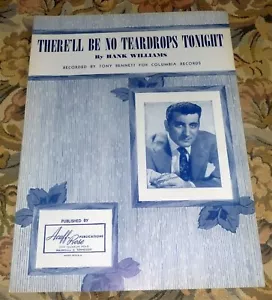 THERE'LL BE NO TEARDROPS TONIGHT
By HANK WILLIAMS
RECORDED BY TONY BENNETT FOR COLUMBIA RECORDS
PUBLISHED BY
Acuff
Rose
PUBLICATIONS